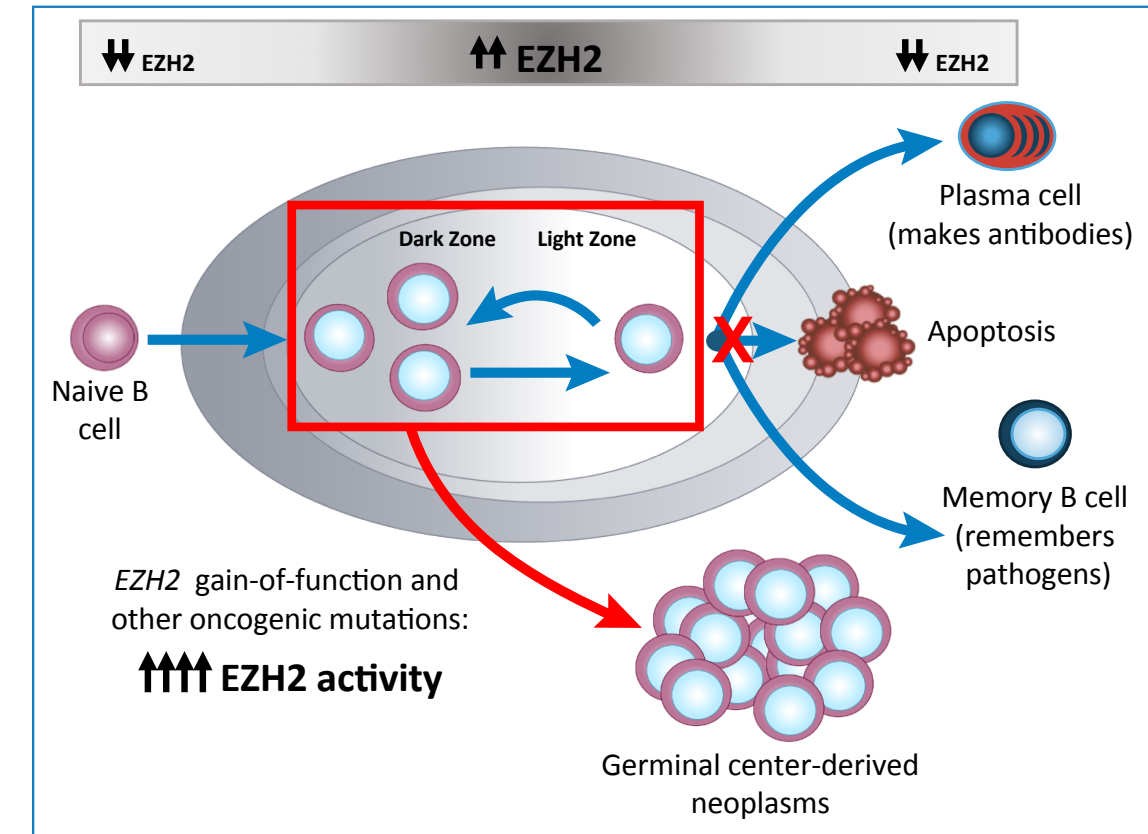 EZH2
EZH2
EZH2
Dark Zone
Light Zone
Naive B
cell
Plasma cell
(makes antibodies)
X
Apoptosis
Memory B cell
(remembers
pathogens)
EZH2 gain-of-function and
other oncogenic mutations:
EZH2 activity
Germinal center-derived
neoplasms